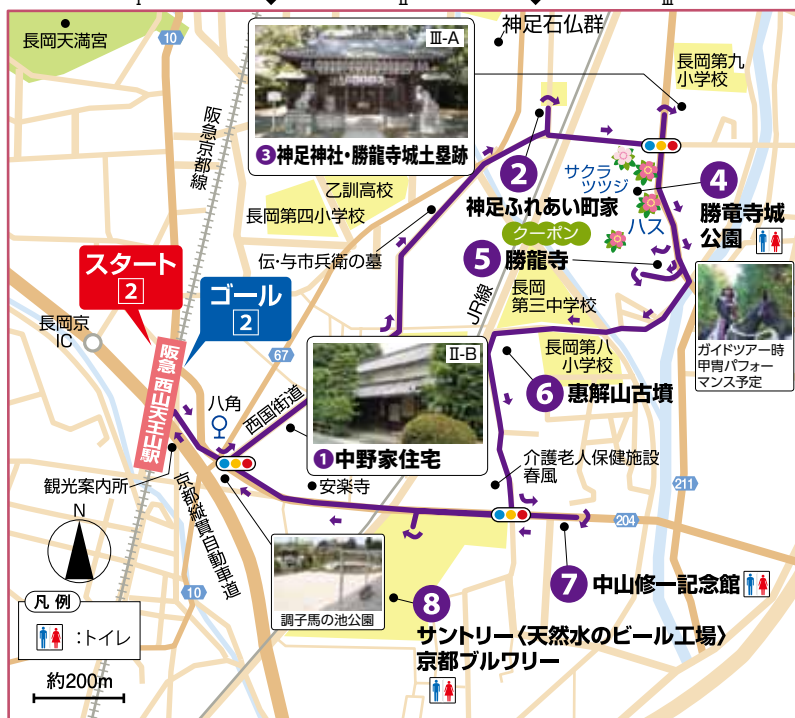 I
II
III
長岡天満宮
10
III-A
神足石仏群
長岡第九
小学校
阪急京都線
❸神足神社・勝龍寺城土塁跡
乙訓高校
長岡第四小学校
2
神足ふれあい町家
サクラ
ツツジ
ハス
4
勝竜寺城
公園
クーポン
5
勝龍寺
伝・与市兵衛の墓
JR線
スタート
2
ゴール
2
長岡
第三中学校
長岡第八
小学校
ガイドツアー時
甲冑パフォー
マンス予定
長岡京
IC
67
阪急 西山天王山駅
II-B
❶中野家住宅
6
恵解山古墳
八角
西国街道
観光案内所
安楽寺
介護老人保健施設
春風
211
204
N
京都縦貫自動車道
10
調子馬の池公園
7
中山修一記念館
8
サントリー〈天然水のビール工場〉
京都ブルワリー
凡例
:トイレ
約200m